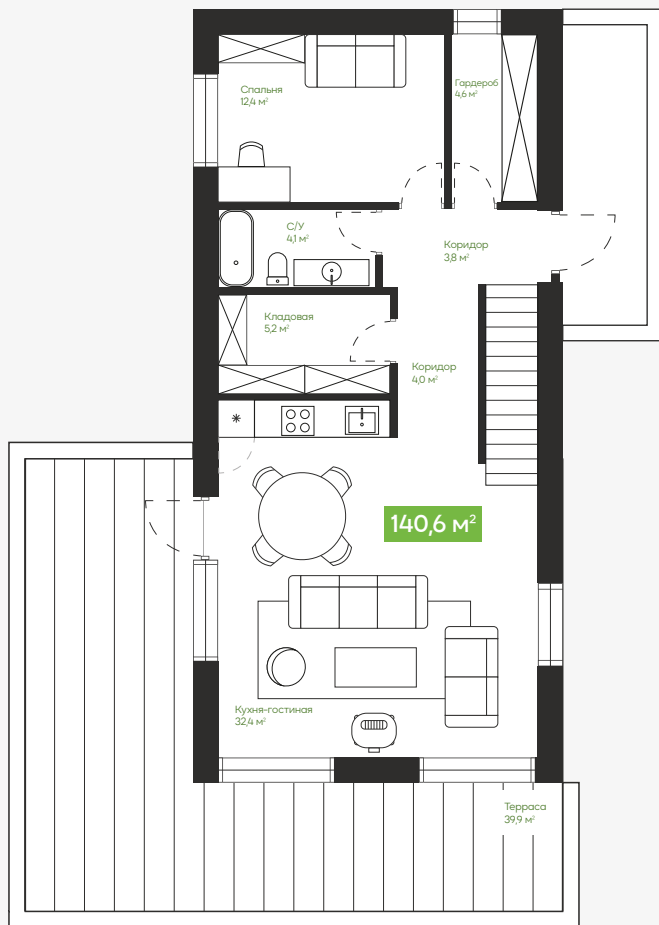 Спальня
12,4 м²
Гардероб
4,6 м²
С/У
4,1 м²
Коридор
3,8 м²
Кладовая
5,2 м²
Коридор
4,0 м²
140,6 м²
Кухня-гостиная
32,4 м²
Терраса
39,9 м²